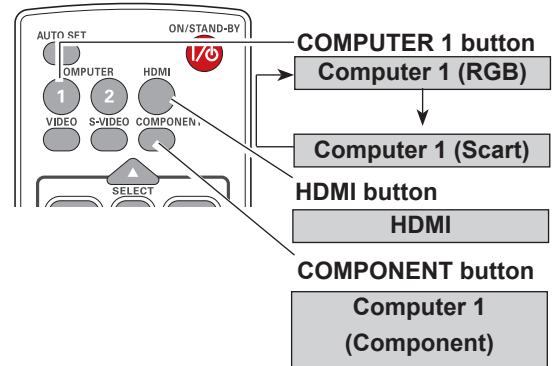 ON/STAND-BY
AUTO SET
I/
COMPUTER 1 button
OMPUTER
HDMI
Computer 1 (RGB)
1
2
VIDEO
S-VIDEO
COMPONENT
Computer 1 (Scart)
SELECT
HDMI button
HDMI
COMPONENT button
Computer 1
(Component)